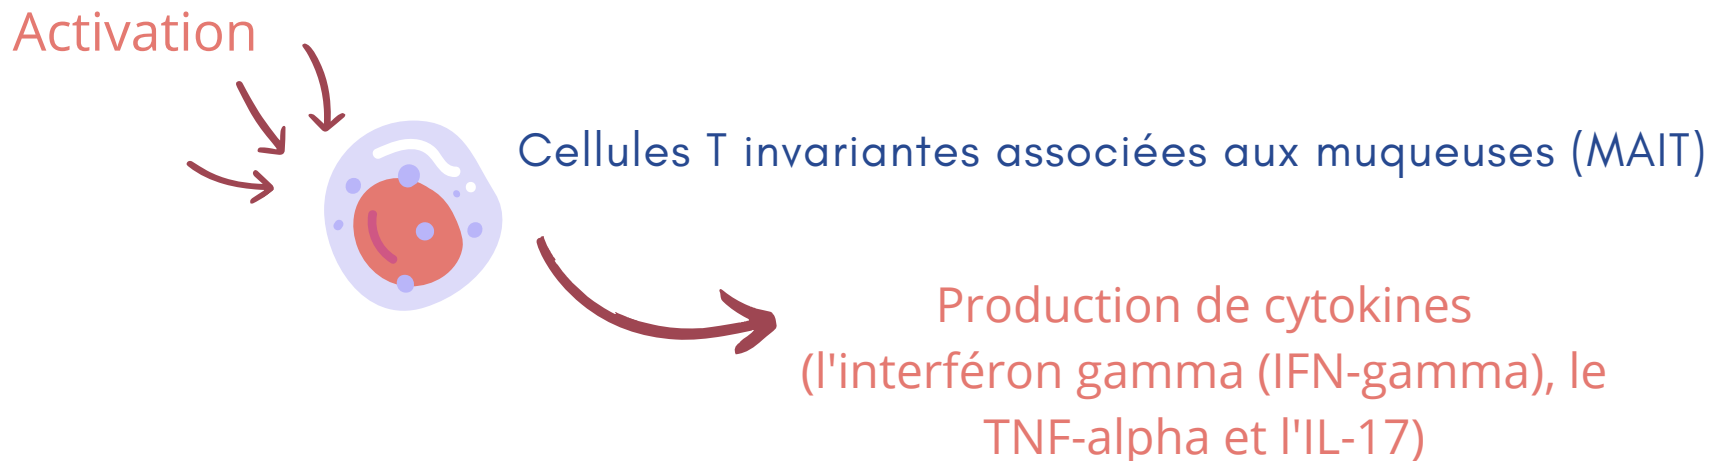 Activation
Cellules T invariantes associées aux muqueuses (MAIT)
Production de cytokines
(l'interféron gamma (IFN-gamma), le
TNF-alpha et l'IL-17)